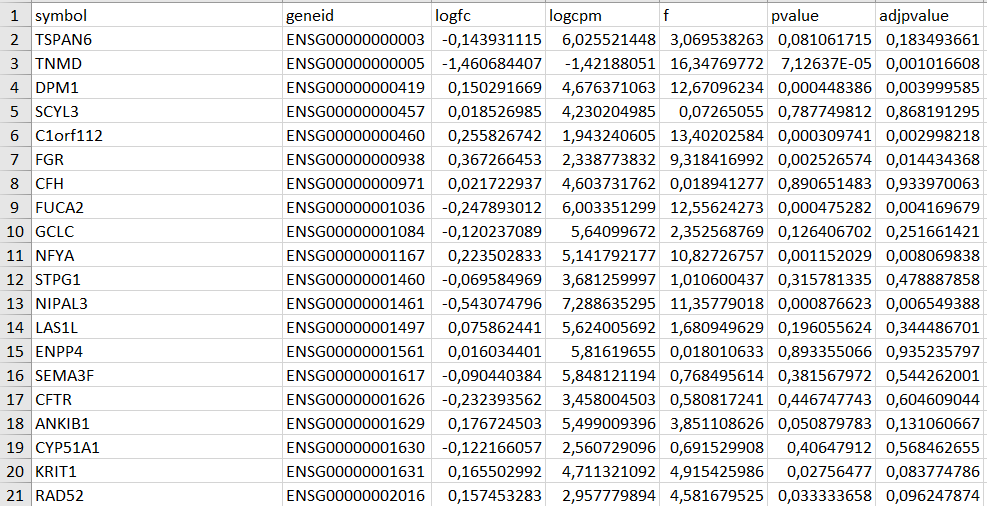 1 symbol geneid logfc logcpm f pvalue adjpvalue
2 TSPAN6 ENSG00000000003 -0,143931115 6,025521448 3,069538263 0,081061715 0,183493661
3 TNMD ENSG00000000005 -1,460684407 -1,42188051 16,34769772 7,12637E-05 0,001016608
4 DPM1 ENSG00000000419 0,150291669 4,676371063 12,67096234 0,000448386 0,003999585
5 SCYL3 ENSG00000000457 0,018526985 4,230204985 0,07265055 0,787749812 0,868191295
6 C1orf112 ENSG00000000460 0,255826742 1,943240605 13,40202584 0,000309741 0,002998218
7 FGR ENSG00000000938 0,367266453 2,338773832 9,318416992 0,002526574 0,014434368
8 CFH ENSG00000000971 0,021722937 4,603731762 0,018941277 0,890651483 0,933970063
9 FUCA2 ENSG00000001036 -0,247893012 6,003351299 12,55624273 0,000475282 0,004169679
10 GCLC ENSG00000001084 -0,120237089 5,64099672 2,352568769 0,126406702 0,251661421
11 NFYA ENSG00000001167 0,223502833 5,141792177 10,82726757 0,001152029 0,008069838
12 STPG1 ENSG00000001460 -0,069584969 3,681259997 1,010600437 0,315781335 0,478887858
13 NIPAL3 ENSG00000001461 -0,543074796 7,288635295 11,35779018 0,000876623 0,006549388
14 LAS1L ENSG00000001497 0,075862441 5,624005692 1,680949629 0,196055624 0,344486701
15 ENPP4 ENSG00000001561 0,016034401 5,81619655 0,018010633 0,893355066 0,935235797
16 SEMA3F ENSG00000001617 -0,090440384 5,848121194 0,768495614 0,381567972 0,544262001
17 CFTR ENSG00000001626 -0,232393562 3,458004503 0,580817241 0,446747743 0,604609044
18 ANKIB1 ENSG00000001629 0,176724503 5,499009396 3,851108626 0,050879783 0,131060667
19 CYP51A1 ENSG00000001630 -0,122166057 2,560729096 0,691529908 0,40647912 0,568462655
20 KRIT1 ENSG00000001631 0,165502992 4,711321092 4,915425986 0,02756477 0,083774786
21 RAD52 ENSG00000002016 0,157453283 2,957779894 4,581679525 0,033333658 0,096247874